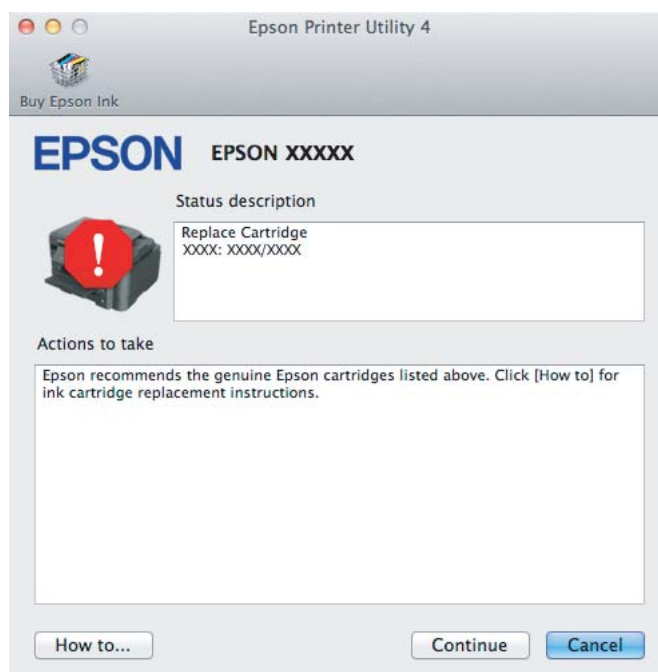 Epson Printer Utility 4
Buy Epson Ink
EPSON EPSON XXXXX
Status description
Replace Cartridge
XXXX: XXXX/XXXX
!
Actions to take
Epson recommends the genuine Epson cartridges listed above. Click [How to] for
ink cartridge replacement instructions.
How to... Continue Cancel